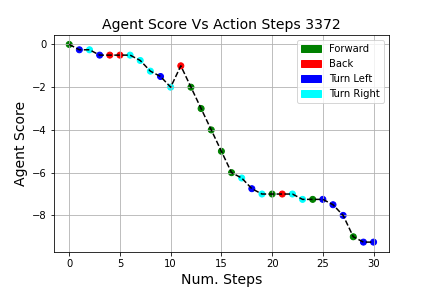 Agent Score Vs Action Steps 3372
Forward
Back
Turn Left
Turn Right
Agent Score
0
−2
−4
−6
−8
0 5 10 15 20 25 30
Num. Steps